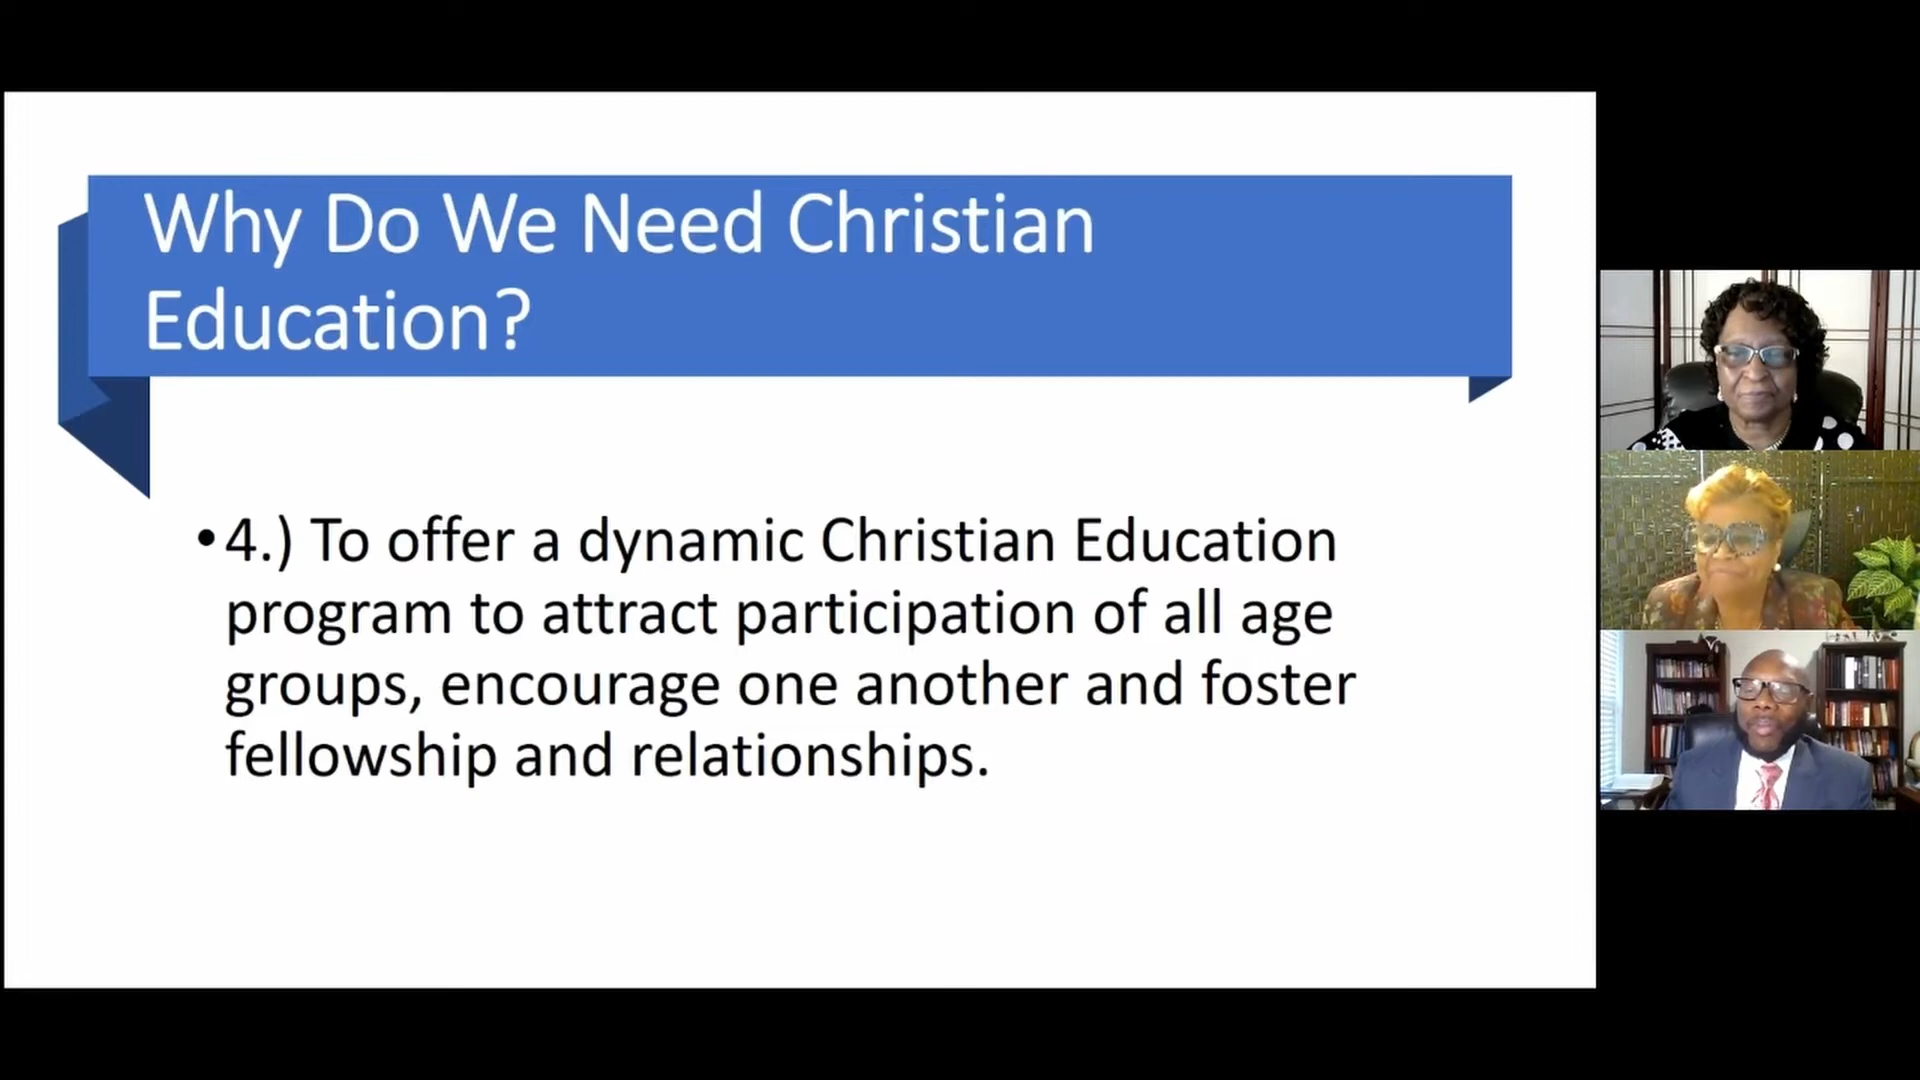 Why Do We Need Christian
Education?
• 4.) To offer a dynamic Christian Education
program to attract participation of all age
groups, encourage one another and foster
fellowship and relationships.